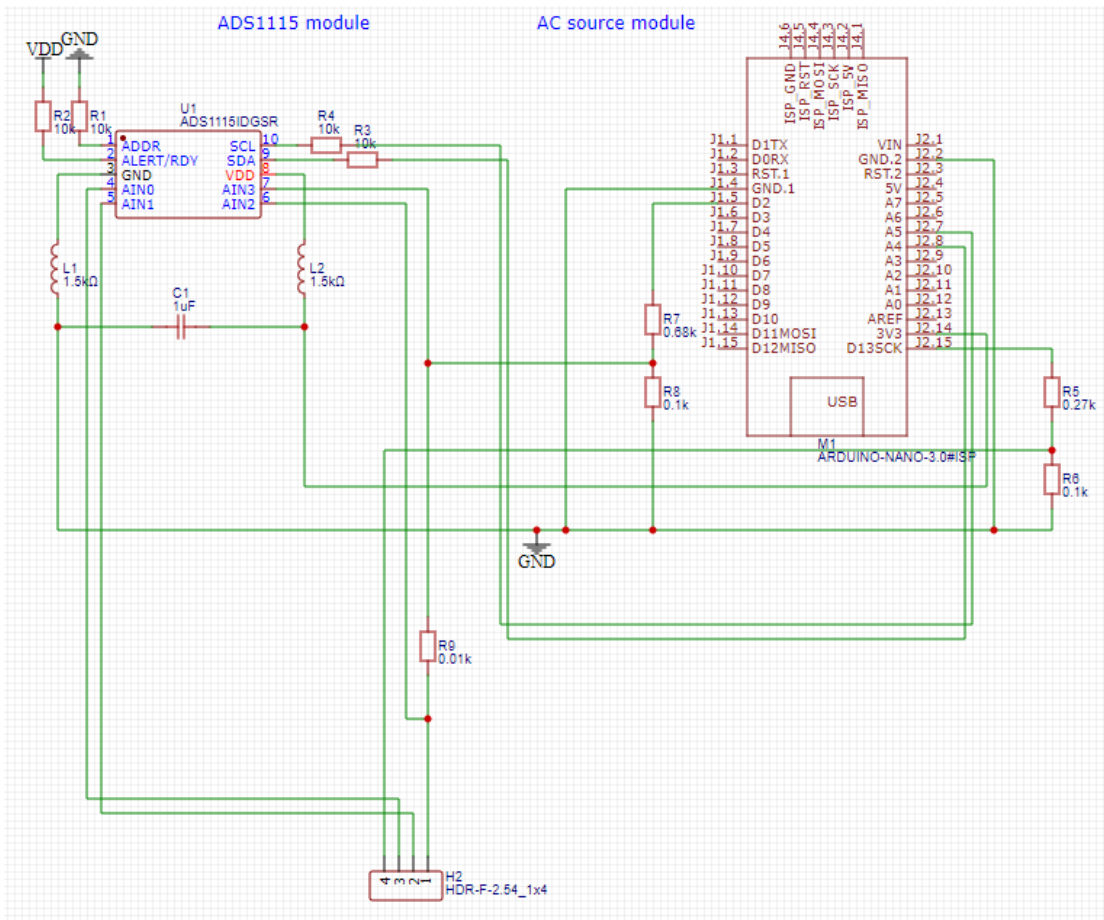 ADS1115 module
AC source module
VDD
GND
R2
10k
R1
10k
U1
ADS1115IDGSR
1
2
3
4
5
ADDR
ALERT/RDY
GND
AIN0
AIN1
SCL
SDA
VDD
AIN3
AIN2
10
9
8
7
6
R4
10k
R3
10k
L1
1.5kΩ
L2
1.5kΩ
C1
1uF
J4.6
J4.5
J4.4
J4.3
J4.2
J4.1
ISP_GND
ISP_RST
ISP_MOSI
ISP_SCK
ISP_5V
ISP_MISO
J1.1 D1TX
J1.2 D0RX
J1.3 RST.1
J1.4 GND.1
J1.5 D2
J1.6 D3
J1.7 D4
J1.8 D5
J1.9 D6
J1.10 D7
J1.11 D8
J1.12 D9
J1.13 D10
J1.14 D11MOSI
J1.15 D12MISO
VIN J2.1
GND.2 J2.2
RST.2 J2.3
5V J2.4
A7 J2.5
A6 J2.6
A5 J2.7
A4 J2.8
A3 J2.9
A2 J2.10
A1 J2.11
A0 J2.12
AREF J2.13
3V3 J2.14
D13SCK J2.15
USB
M1
ARDUINO-NANO-3.0#ISP
R7
0.68k
R8
0.1k
R5
0.27k
R6
0.1k
GND
R9
0.01k
4
3
2
1
H2
HDR-F-2.54_1x4